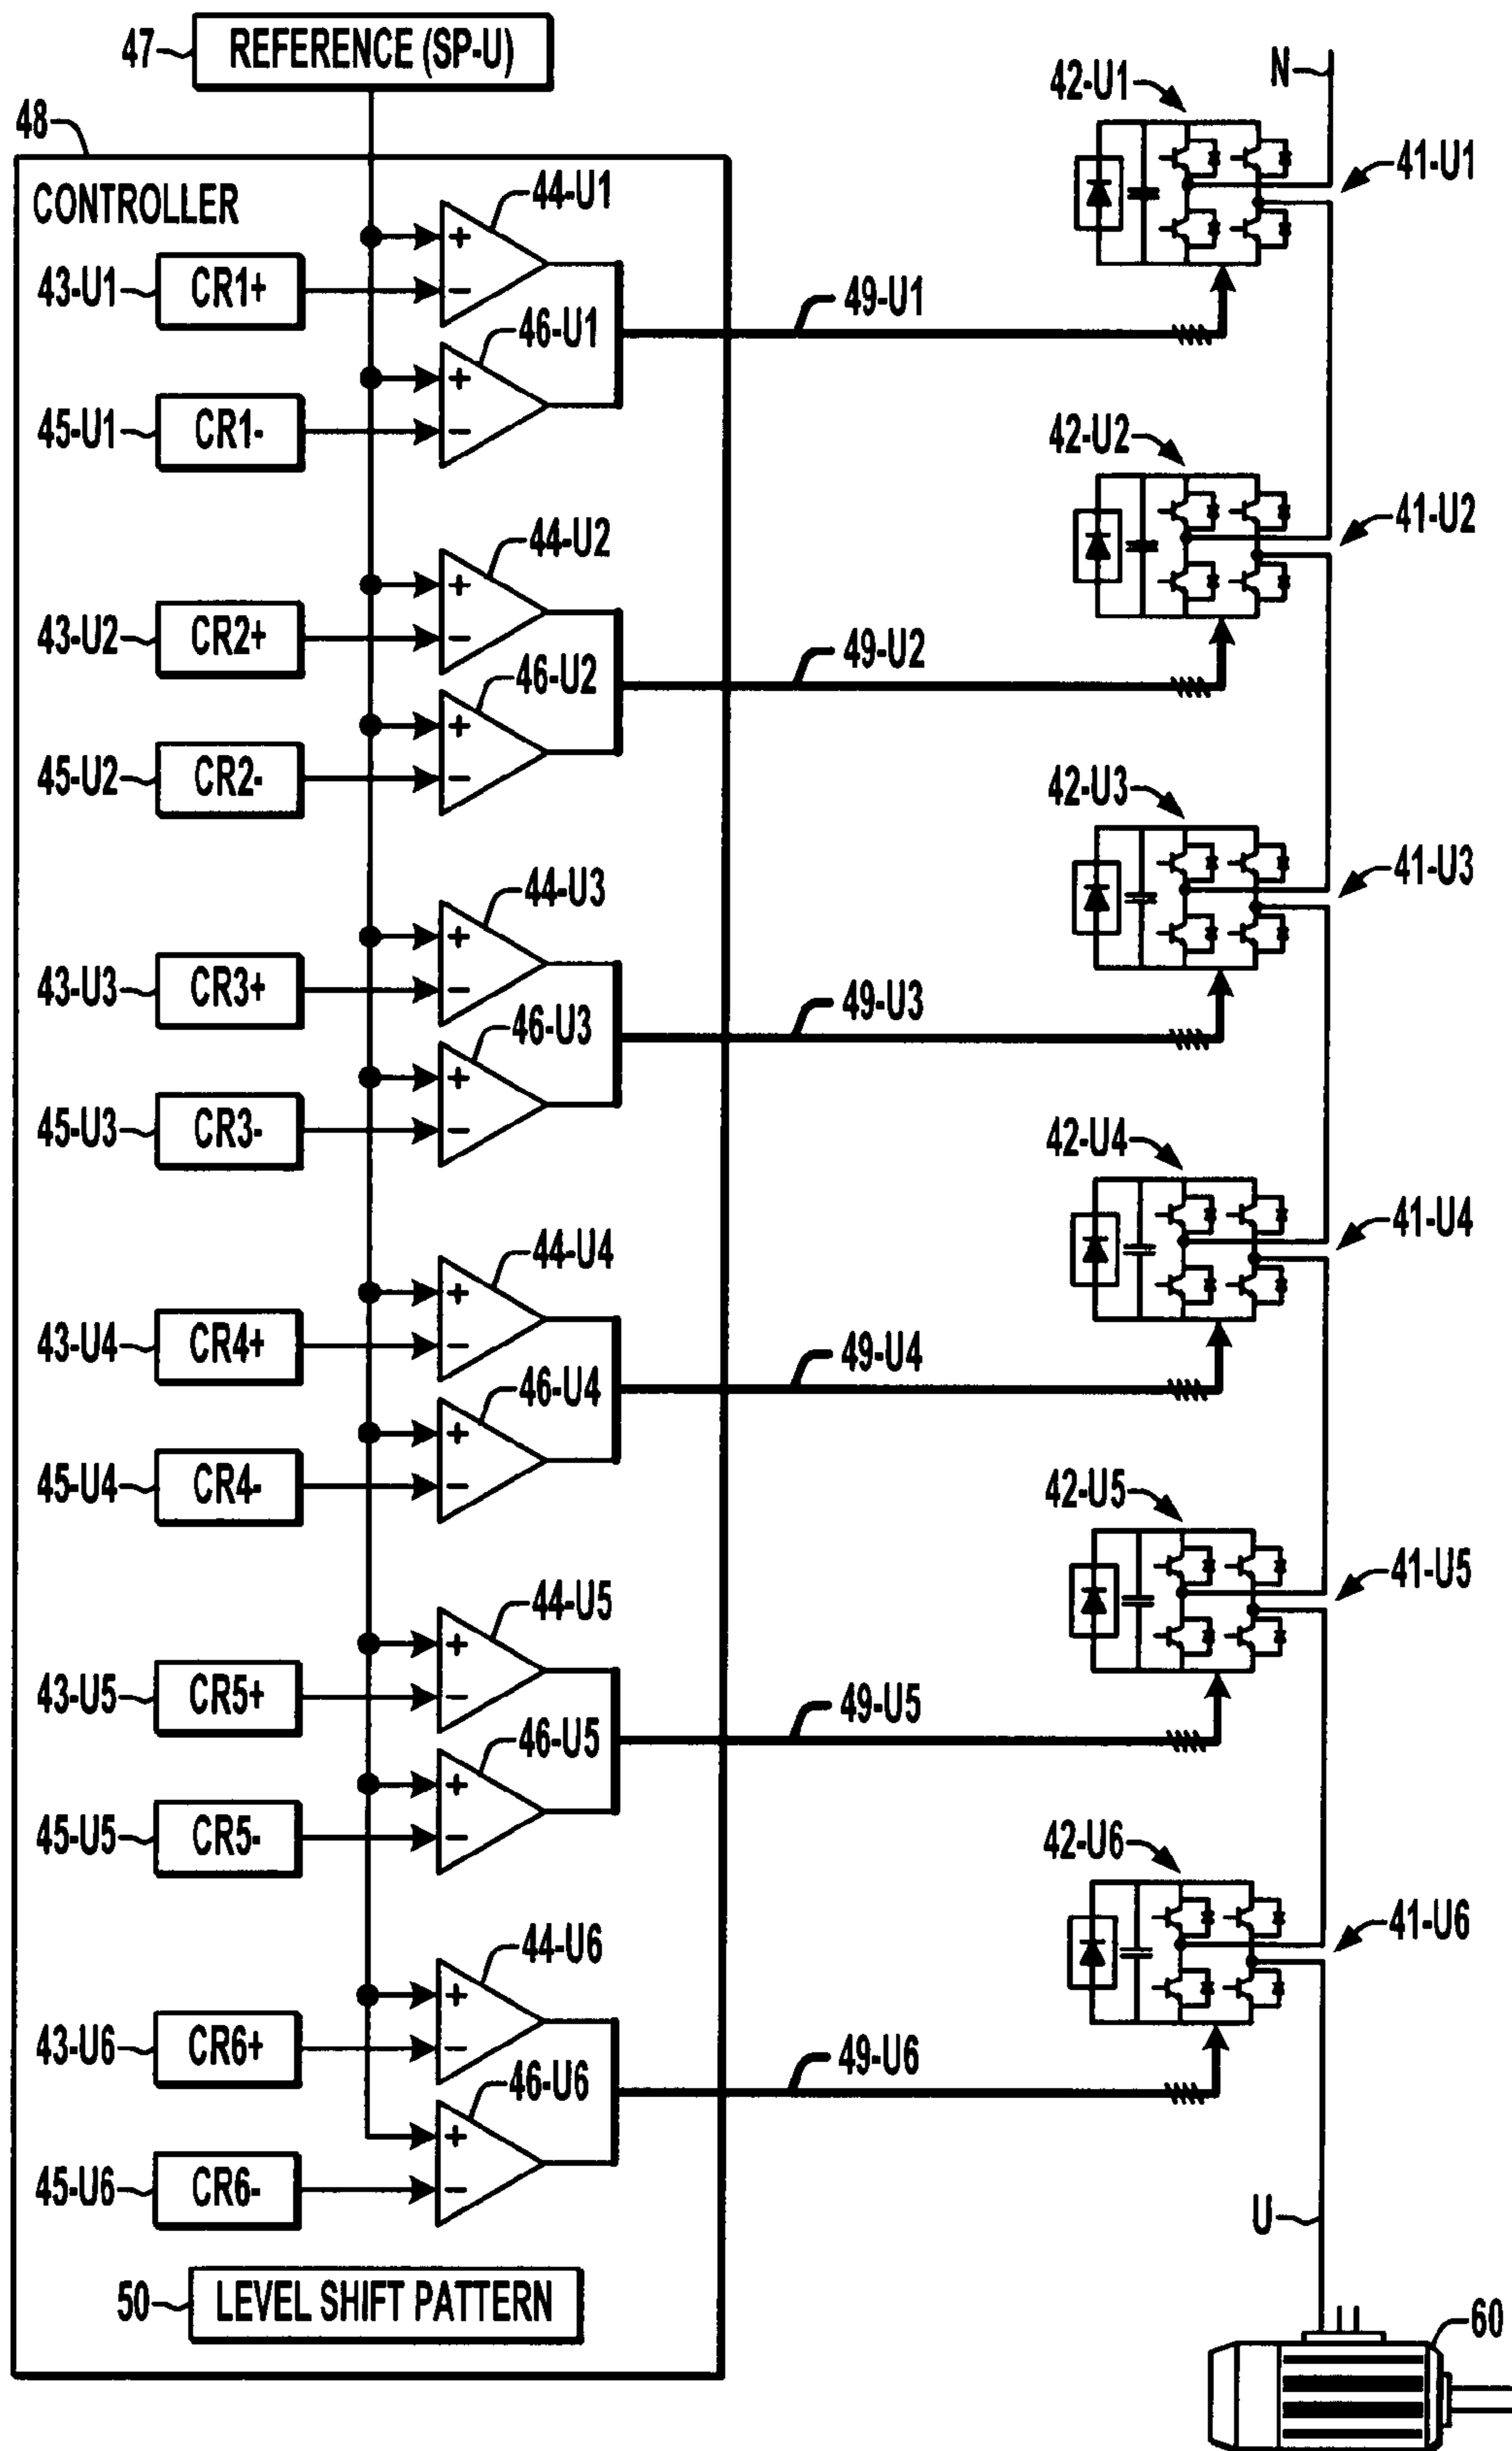 47
REFERENCE (SP-U)
N
42-U1
48
CONTROLLER
44-U1
41-U1
43-U1
CR1+
49-U1
46-U1
45-U1
CR1-
42-U2
44-U2
41-U2
43-U2
CR2+
49-U2
46-U2
45-U2
CR2-
42-U3
44-U3
41-U3
43-U3
CR3+
49-U3
46-U3
45-U3
CR3-
42-U4
44-U4
41-U4
43-U4
CR4+
49-U4
46-U4
45-U4
CR4-
42-U5
44-U5
41-U5
43-U5
CR5+
49-U5
46-U5
45-U5
CR5-
42-U6
44-U6
41-U6
43-U6
CR6+
49-U6
46-U6
45-U6
CR6-
U
50
LEVEL SHIFT PATTERN
60